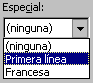 Especial:
(ninguna)
(ninguna)
Primera línea
Francesa